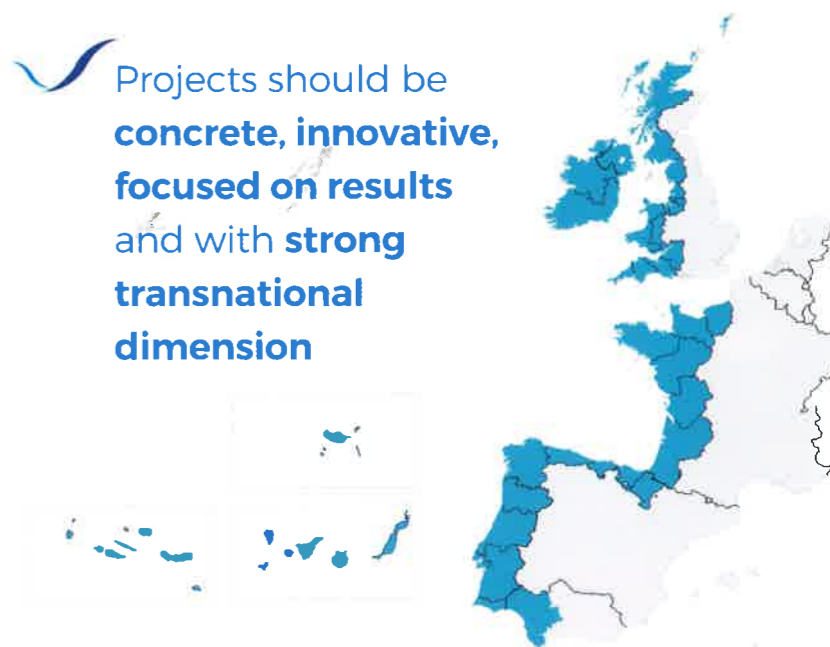 Projects should be
concrete, innovative,
focused on results
and with strong
transnational
dimension